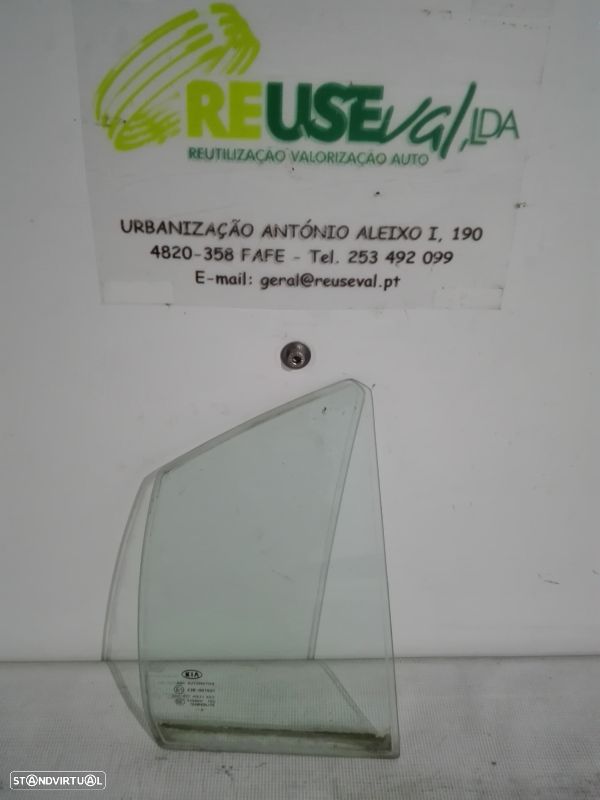 REUSEval, LDA
REUTILIZAÇÃO VALORIZAÇÃO AUTO
URBANIZAÇÃO ANTÓNIO ALEIXO I, 190
4820-358 FAFE - Tel. 253 492 099
E-mail: geral@reuseval.pt
KIA
STANDVIRTUAL